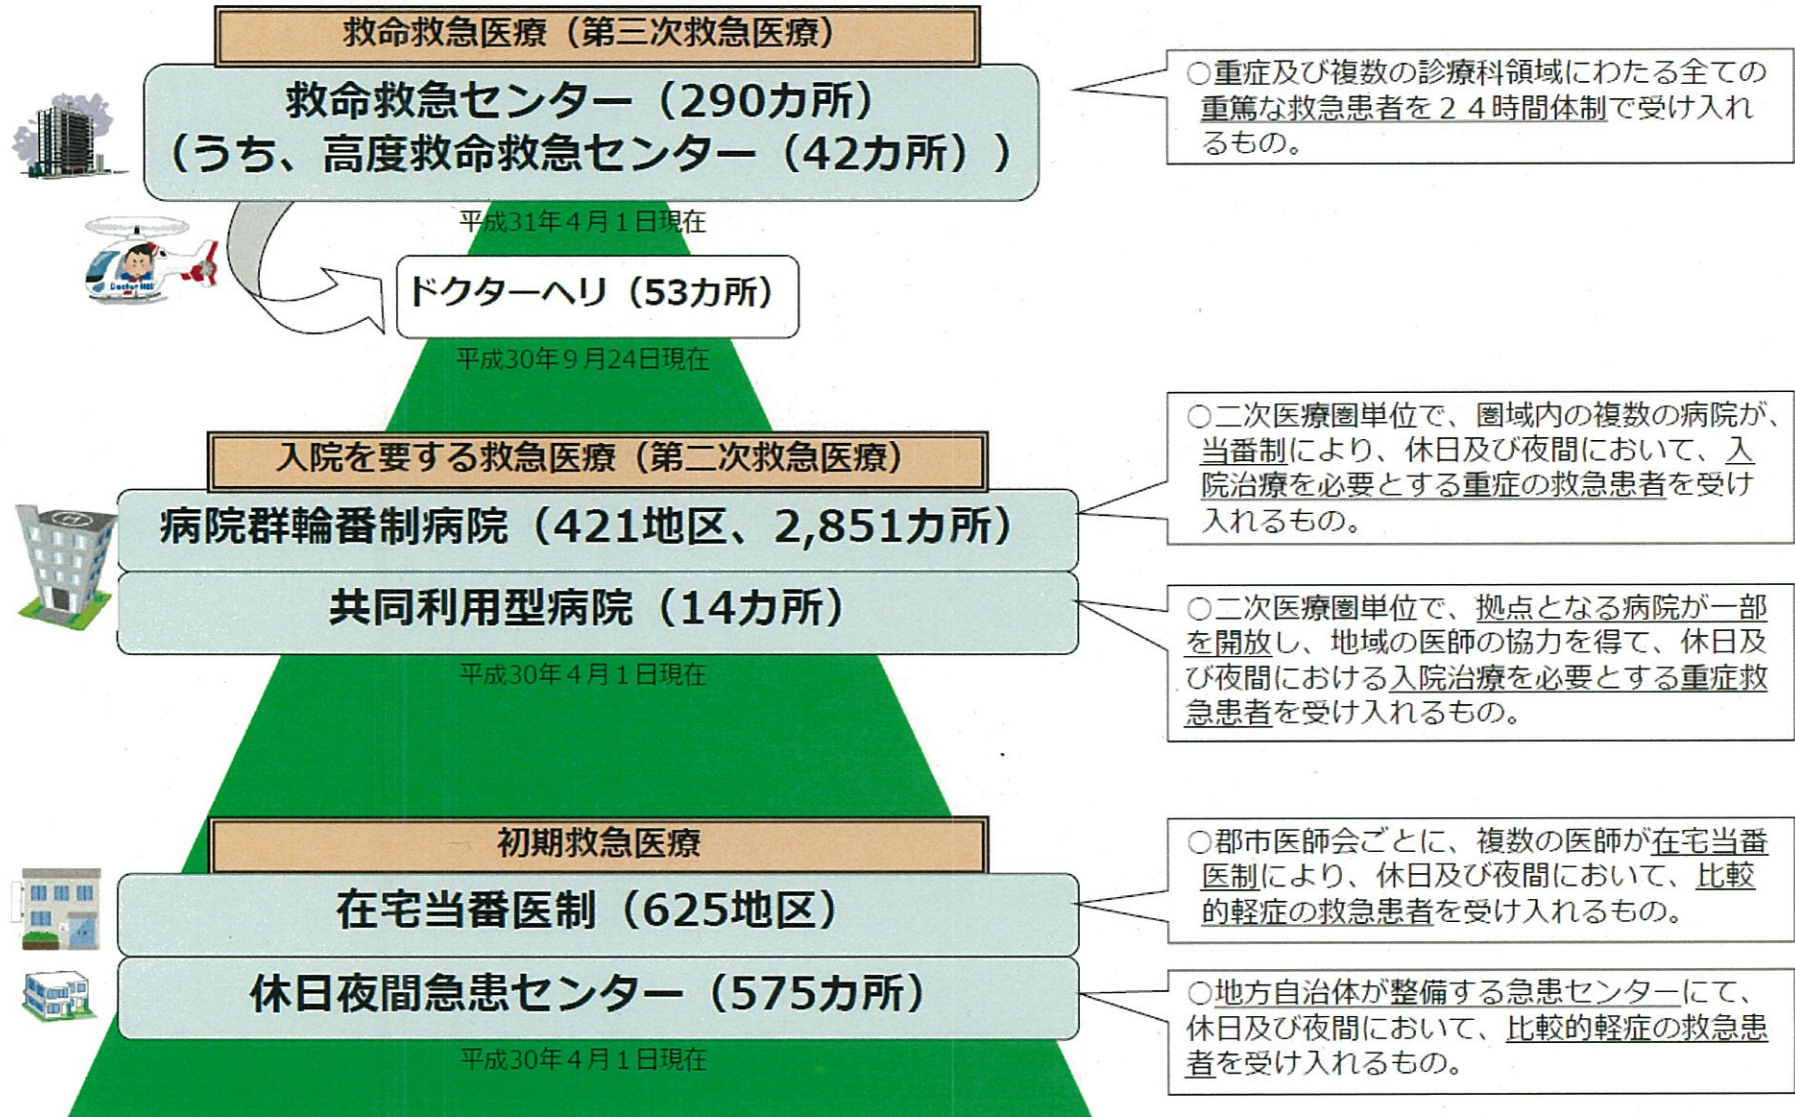 救命救急医療（第三次救急医療）
救命救急センター（290カ所）
（うち、高度救命救急センター（42カ所））
平成31年４月１日現在
○重症及び複数の診療科領域にわたる全ての
重篤な救急患者を２４時間体制で受け入れ
るもの。
Doctor Heli
ドクターヘリ（53カ所）
平成30年９月24日現在
入院を要する救急医療（第二次救急医療）
病院群輪番制病院（421地区、2,851カ所）
○二次医療圏単位で、圏域内の複数の病院が、
当番制により、休日及び夜間において、入
院治療を必要とする重症の救急患者を受け
入れるもの。
H
共同利用型病院（14カ所）
平成30年４月１日現在
○二次医療圏単位で、拠点となる病院が一部
を開放し、地域の医師の協力を得て、休日及
び夜間における入院治療を必要とする重症救
急患者を受け入れるもの。
初期救急医療
在宅当番医制（625地区）
○郡市医師会ごとに、複数の医師が在宅当番
医制により、休日及び夜間において、比較
的軽症の救急患者を受け入れるもの。
休日夜間急患センター（575カ所）
平成30年４月１日現在
○地方自治体が整備する急患センターにて、
休日及び夜間において、比較的軽症の救急患
者を受け入れるもの。